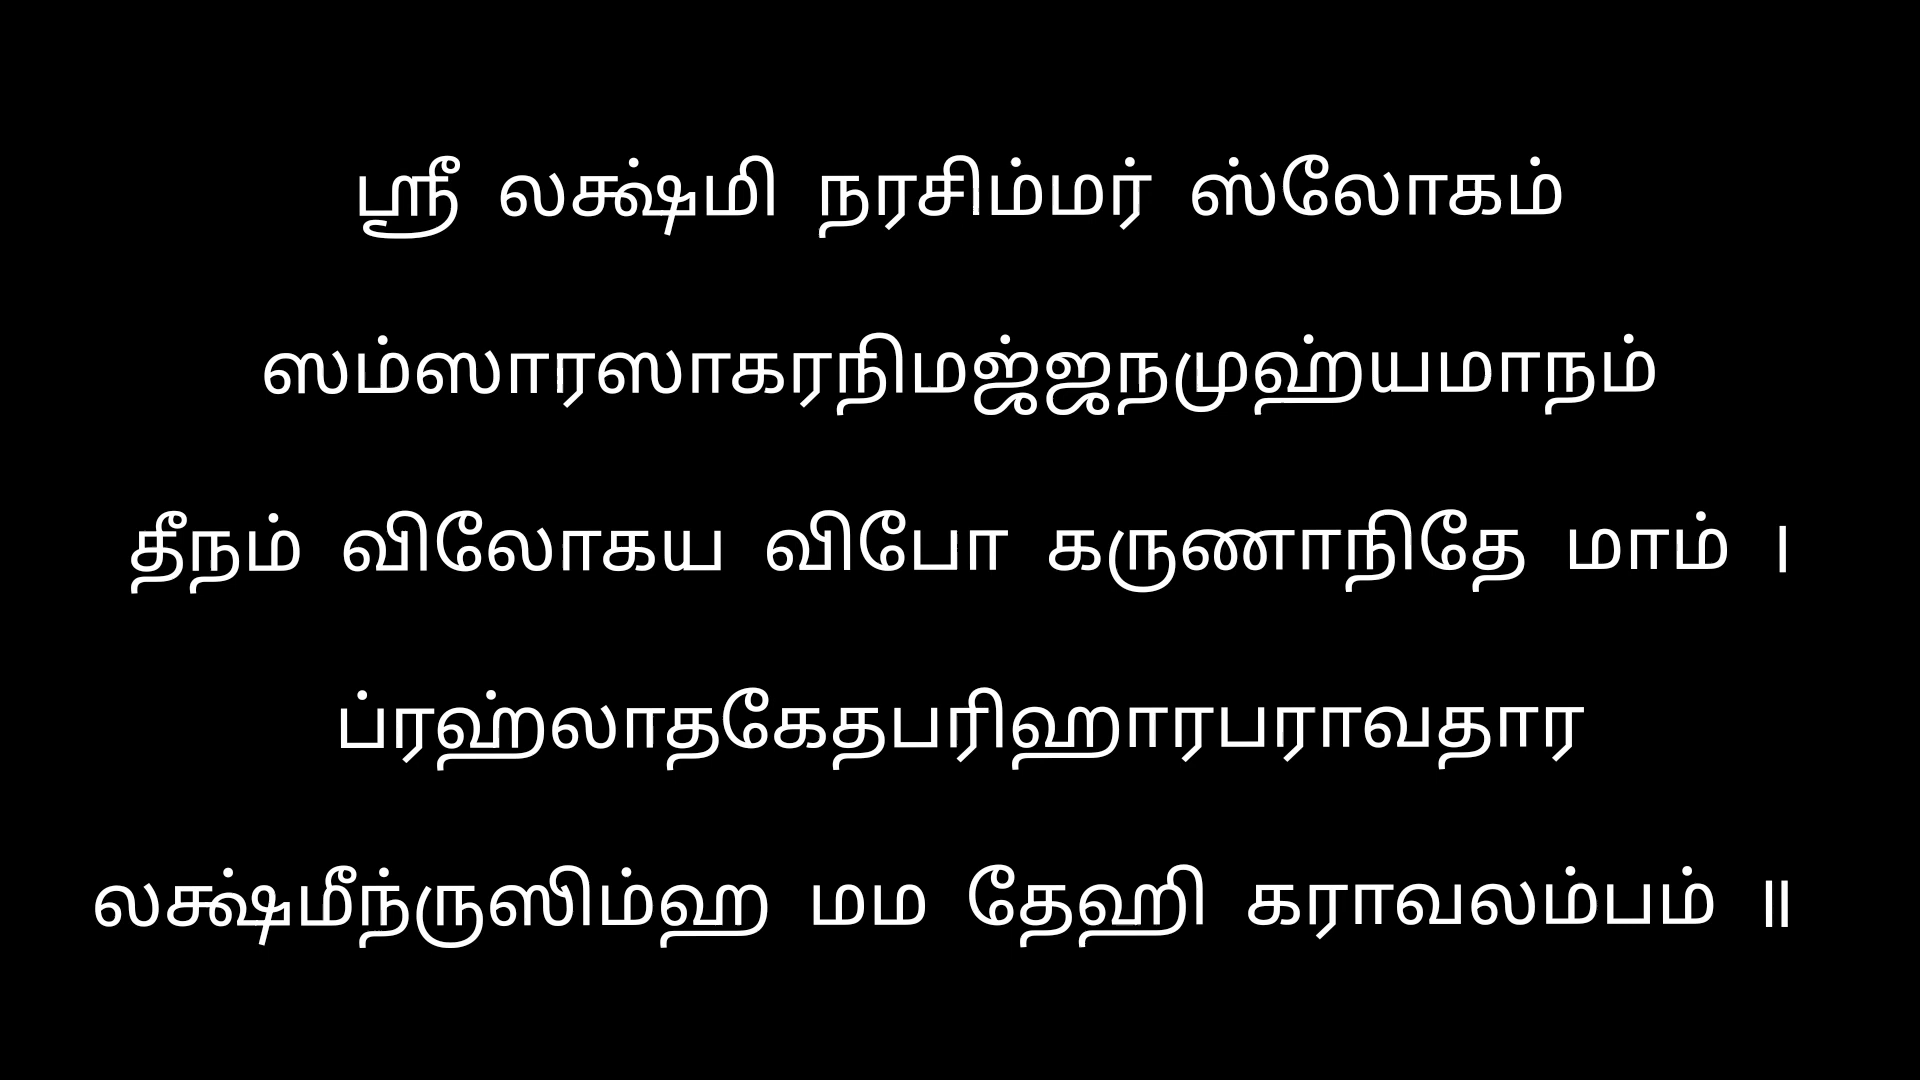 ஸ்ரீ லக்ஷ்மி நரசிம்மர் ஸ்லோகம்
ஸம்ஸாரஸாகரநிமஜ்ஜநமுஹ்யமாநம்
தீநம் விலோகய விபோ கருணாநிதே மாம் ।
ப்ரஹ்லாதகேதபரிஹாரபராவதார
லக்ஷ்மீந்ருஸிம்ஹ மம தேஹி கராவலம்பம் ॥